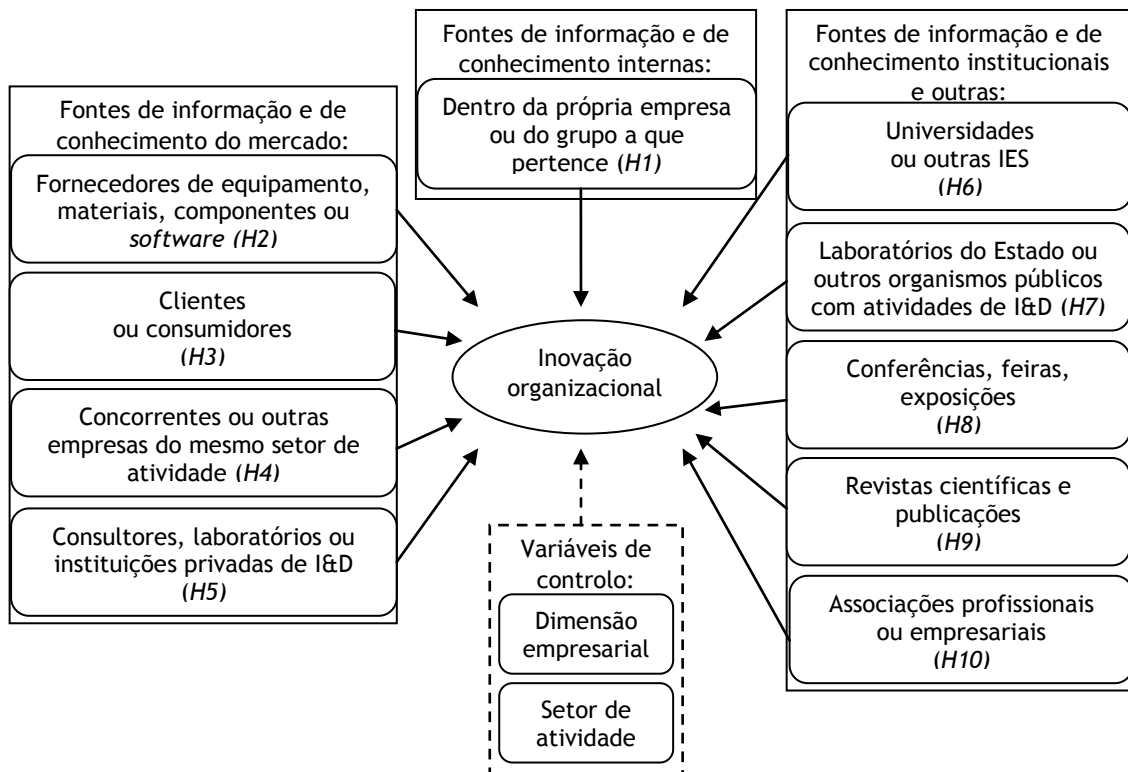 Fontes de informação e de
conhecimento do mercado:
Fornecedores de equipamento,
materiais, componentes ou
software (H2)
Clientes
ou consumidores
(H3)
Concorrentes ou outras
empresas do mesmo setor de
atividade (H4)
Consultores, laboratórios ou
instituições privadas de I&D
(H5)
Fontes de informação e de
conhecimento internas:
Dentro da própria empresa
ou do grupo a que
pertence (H1)
Inovação
organizacional
Variáveis de
controlo:
Dimensão
empresarial
Setor de
atividade
Fontes de informação e de
conhecimento institucionais
e outras:
Universidades
ou outras IES
(H6)
Laboratórios do Estado ou
outros organismos públicos
com atividades de I&D (H7)
Conferências, feiras,
exposições
(H8)
Revistas científicas e
publicações
(H9)
Associações profissionais
ou empresariais
(H10)